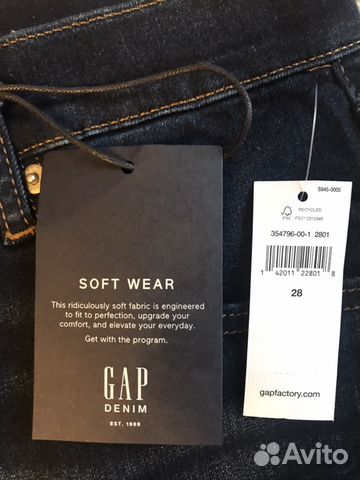 SOFT WEAR
This ridiculously soft fabric is engineered
to fit to perfection, upgrade your
comfort, and elevate your everyday.
Get with the program.
GAP
DENIM
EST. 1969
S945-0005
FSC
RECYCLED
354796-00-1 2801
1 42011 22801 8
28
gapfactory.com
Avito